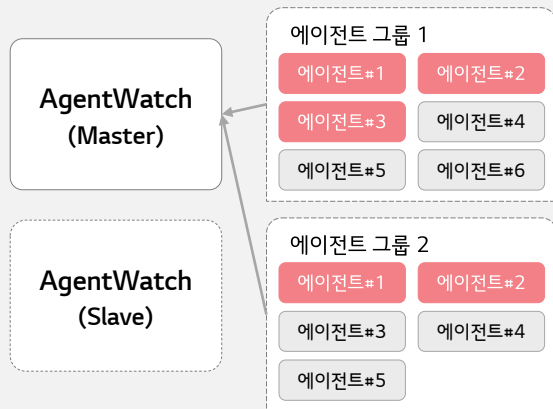 AgentWatch
(Master)
에이전트 그룹 1
에이전트#1
에이전트#2
에이전트#3
에이전트#4
에이전트#5
에이전트#6
AgentWatch
(Slave)
에이전트 그룹 2
에이전트#1
에이전트#2
에이전트#3
에이전트#4
에이전트#5